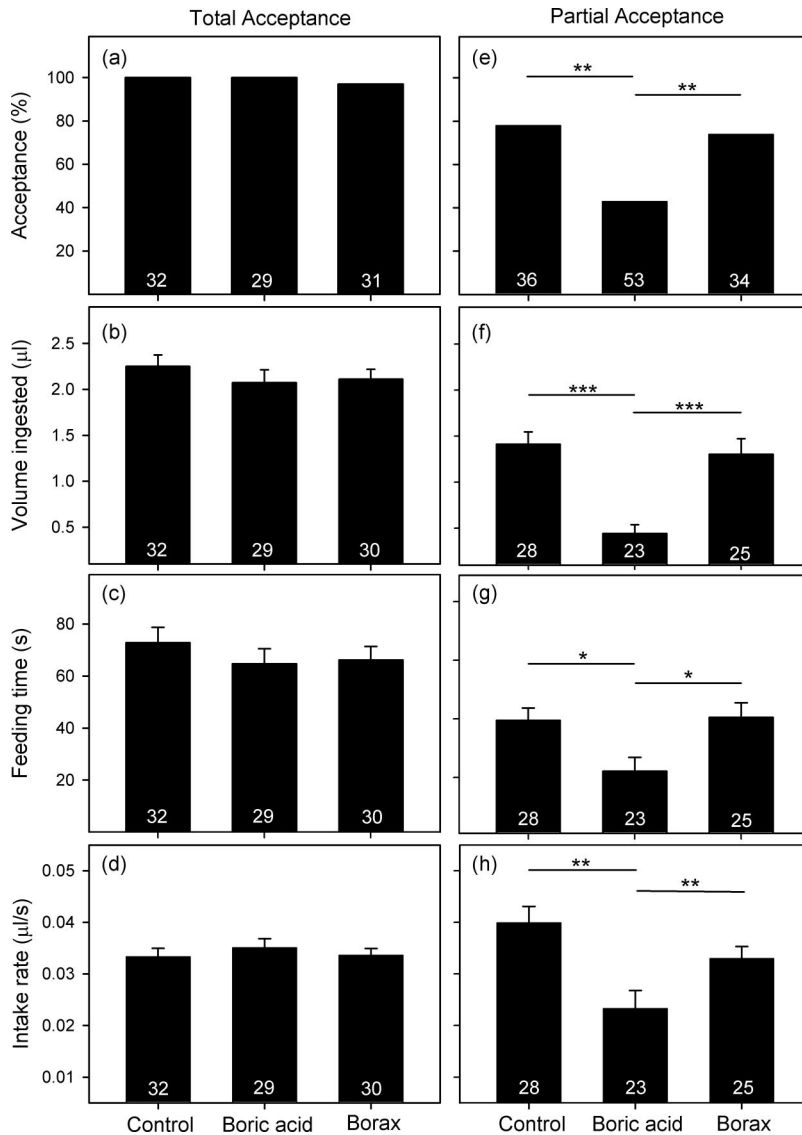 Total Acceptance
Partial Acceptance
(a)
Acceptance (%)
100
80
60
40
20
32
29
31
(e)
**
**
36
53
34
(b)
Volume ingested (µl)
2.5
2.0
1.5
1.0
0.5
32
29
30
(f)
***
***
28
23
25
(c)
Feeding time (s)
80
60
40
20
32
29
30
(g)
*
*
28
23
25
(d)
Intake rate (µl/s)
0.05
0.04
0.03
0.02
0.01
32
29
30
(h)
**
**
28
23
25
Control
Boric acid
Borax
Control
Boric acid
Borax